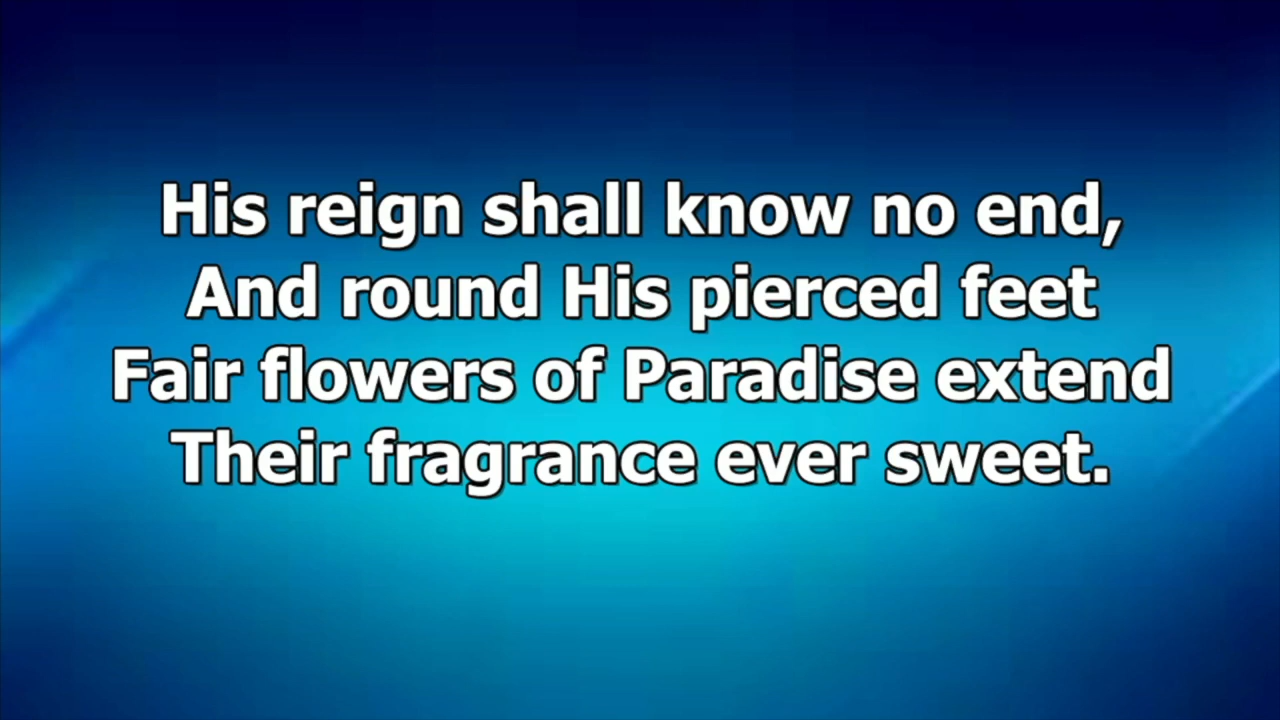 His reign shall know no end,
And round His pierced feet
Fair flowers of Paradise extend
Their fragrance ever sweet.